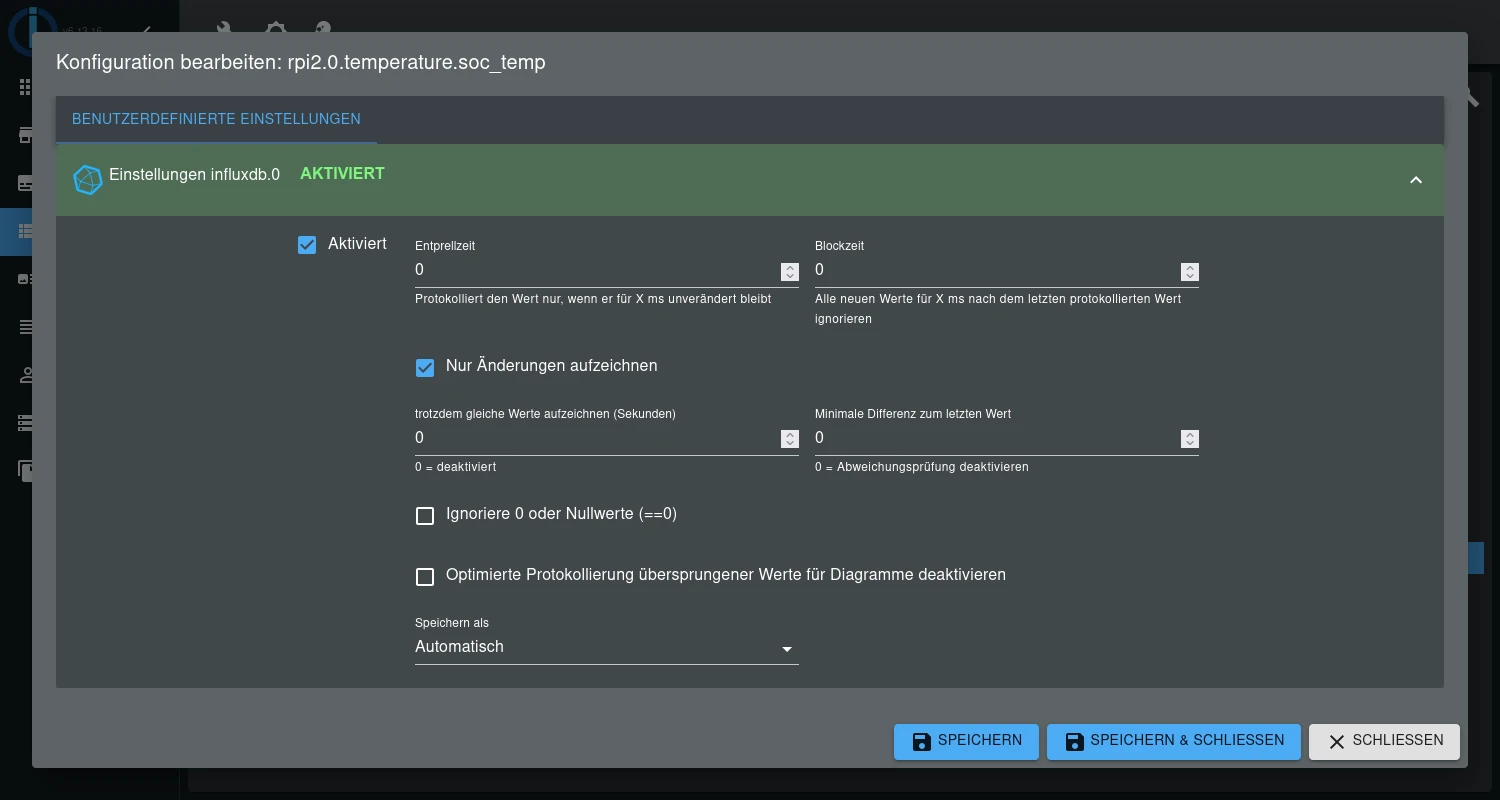 v6.13.16
Konfiguration bearbeiten: rpi2.0.temperature.soc_temp
BENUTZERDEFINIERTE EINSTELLUNGEN
Einstellungen influxdb.0 AKTIVIERT
Aktiviert
Entprellzeit
0
Protokolliert den Wert nur, wenn er für X ms unverändert bleibt
Blockzeit
0
Alle neuen Werte für X ms nach dem letzten protokollierten Wert
ignorieren
Nur Änderungen aufzeichnen
trotzdem gleiche Werte aufzeichnen (Sekunden)
0
0 = deaktiviert
Minimale Differenz zum letzten Wert
0
0 = Abweichungsprüfung deaktivieren
Ignoriere 0 oder Nullwerte (==0)
Optimierte Protokollierung übersprungener Werte für Diagramme deaktivieren
Speichern als
Automatisch
SPEICHERN
SPEICHERN & SCHLIESSEN
SCHLIESSEN